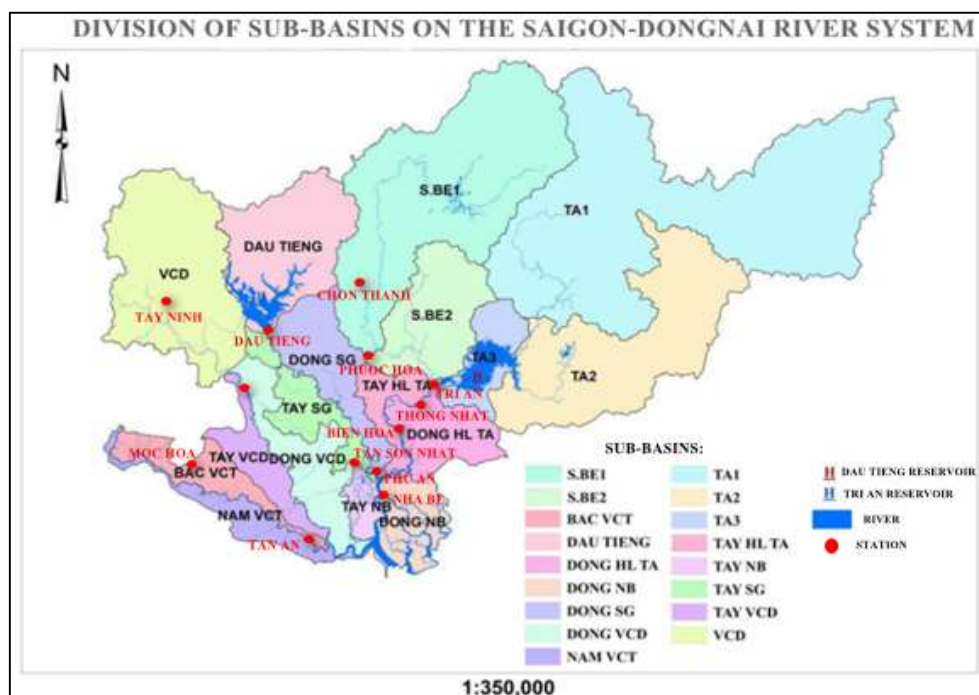 DIVISION OF SUB-BASINS ON THE SAIGON-DONGNAI RIVER SYSTEM
N
S.BE1
TA1
DAU TIENG
VCD
CHON THANH
TAY NINH
S.BE2
DAU TIENG
DONG SG
TA3
H
PHUOC HOA
TAY HL TA
TRI AN
TA2
THONG NHAT
TAY SG
BIEN HOA
DONG HL TA
MOC HOA
TAY VCD
DONG VCD
TAN SON NHAT
BAC VCT
PHU AN
NHA BE
TAY NB
NAM VCT
DONG NB
TAN AN
SUB-BASINS:
S.BE1
S.BE2
BAC VCT
DAU TIENG
DONG HL TA
DONG NB
DONG SG
DONG VCD
NAM VCT
TA1
TA2
TA3
TAY HL TA
TAY NB
TAY SG
TAY VCD
VCD
H DAU TIENG RESERVOIR
H TRI AN RESERVOIR
RIVER
STATION
1:350,000